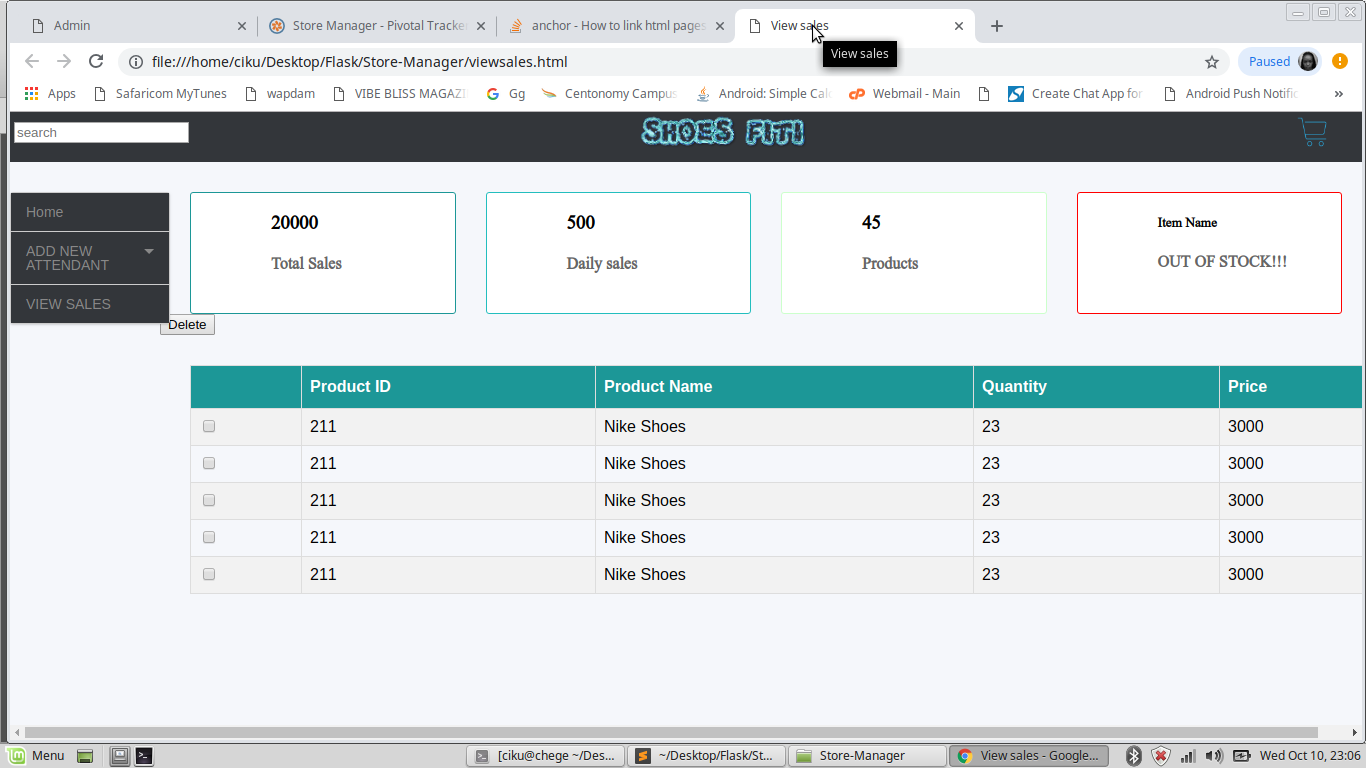 Admin
Store Manager - Pivotal Tracke
anchor - How to link html pages
View sales
file:///home/ciku/Desktop/Flask/Store-Manager/viewsales.html
View sales
Paused
Apps
Safaricom MyTunes
wapdam
VIBE BLISS MAGAZI
Gg
Centonomy Campus
Android: Simple Cal
Webmail - Main
Create Chat App for
Android Push Notific
»
search
SHOES FIT!
Home
ADD NEW
ATTENDANT
VIEW SALES
20000
Total Sales
500
Daily sales
45
Products
Item Name
OUT OF STOCK!!!
Delete
Product ID Product Name Quantity Price
211 Nike Shoes 23 3000
211 Nike Shoes 23 3000
211 Nike Shoes 23 3000
211 Nike Shoes 23 3000
211 Nike Shoes 23 3000
Menu
[ciku@chege ~/Des...
~/Desktop/Flask/St...
Store-Manager
View sales - Google...
Wed Oct 10, 23:06